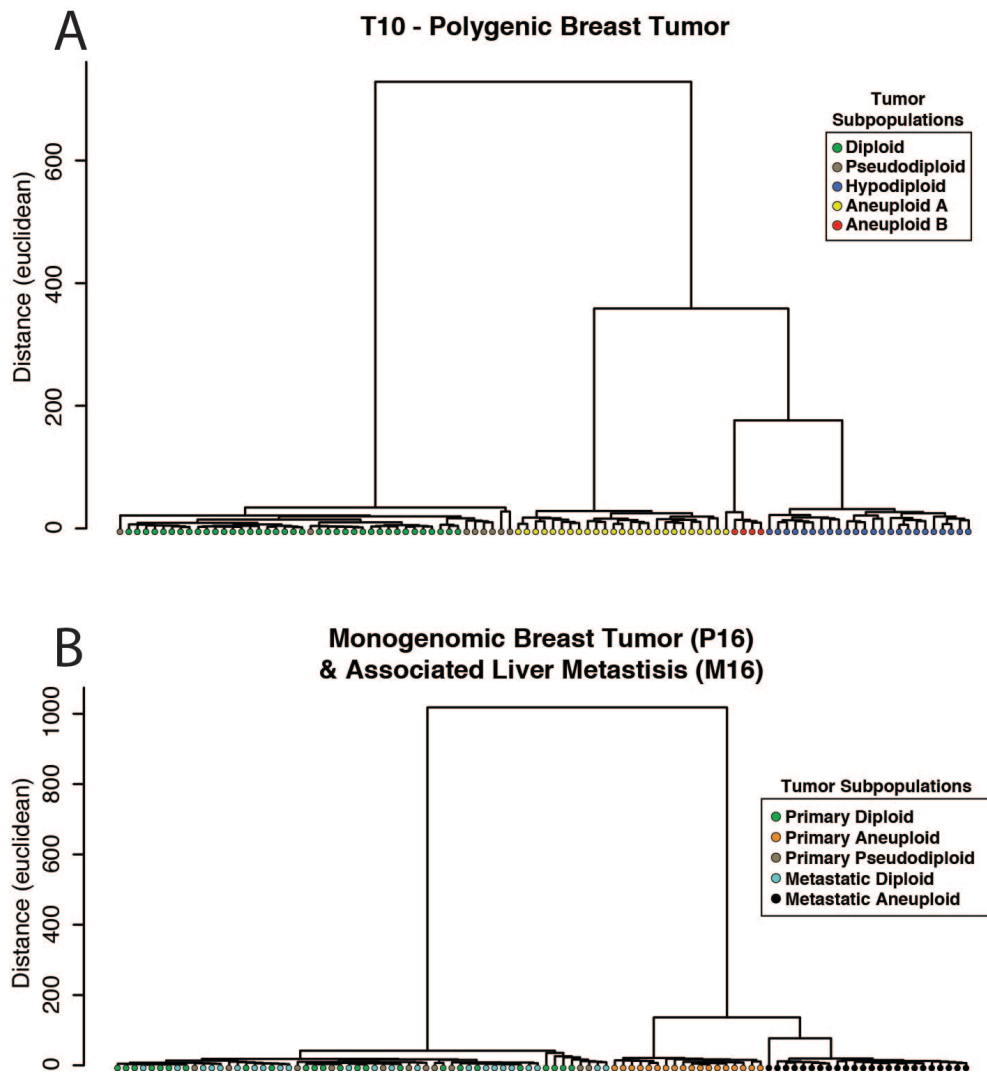 A
T10 - Polygenic Breast Tumor
Tumor
Subpopulations
Diploid
Pseudodiploid
Hypodiploid
Aneuploid A
Aneuploid B
Distance (euclidean)
600
400
200
0
B
Monogenomic Breast Tumor (P16)
& Associated Liver Metastisis (M16)
Tumor Subpopulations
Primary Diploid
Primary Aneuploid
Primary Pseudodiploid
Metastatic Diploid
Metastatic Aneuploid
Distance (euclidean)
1000
800
600
400
200
0